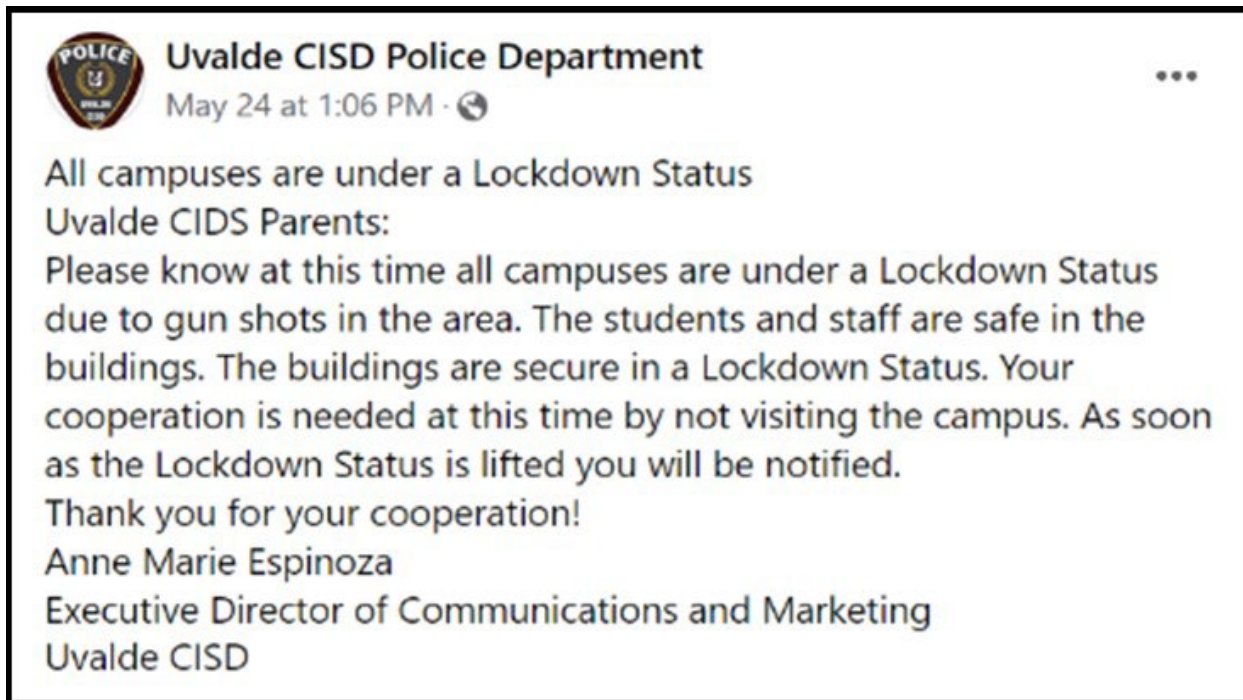 POLICE
Uvalde CISD Police Department
May 24 at 1:06 PM ·
All campuses are under a Lockdown Status
Uvalde CIDS Parents:
Please know at this time all campuses are under a Lockdown Status
due to gun shots in the area. The students and staff are safe in the
buildings. The buildings are secure in a Lockdown Status. Your
cooperation is needed at this time by not visiting the campus. As soon
as the Lockdown Status is lifted you will be notified.
Thank you for your cooperation!
Anne Marie Espinoza
Executive Director of Communications and Marketing
Uvalde CISD